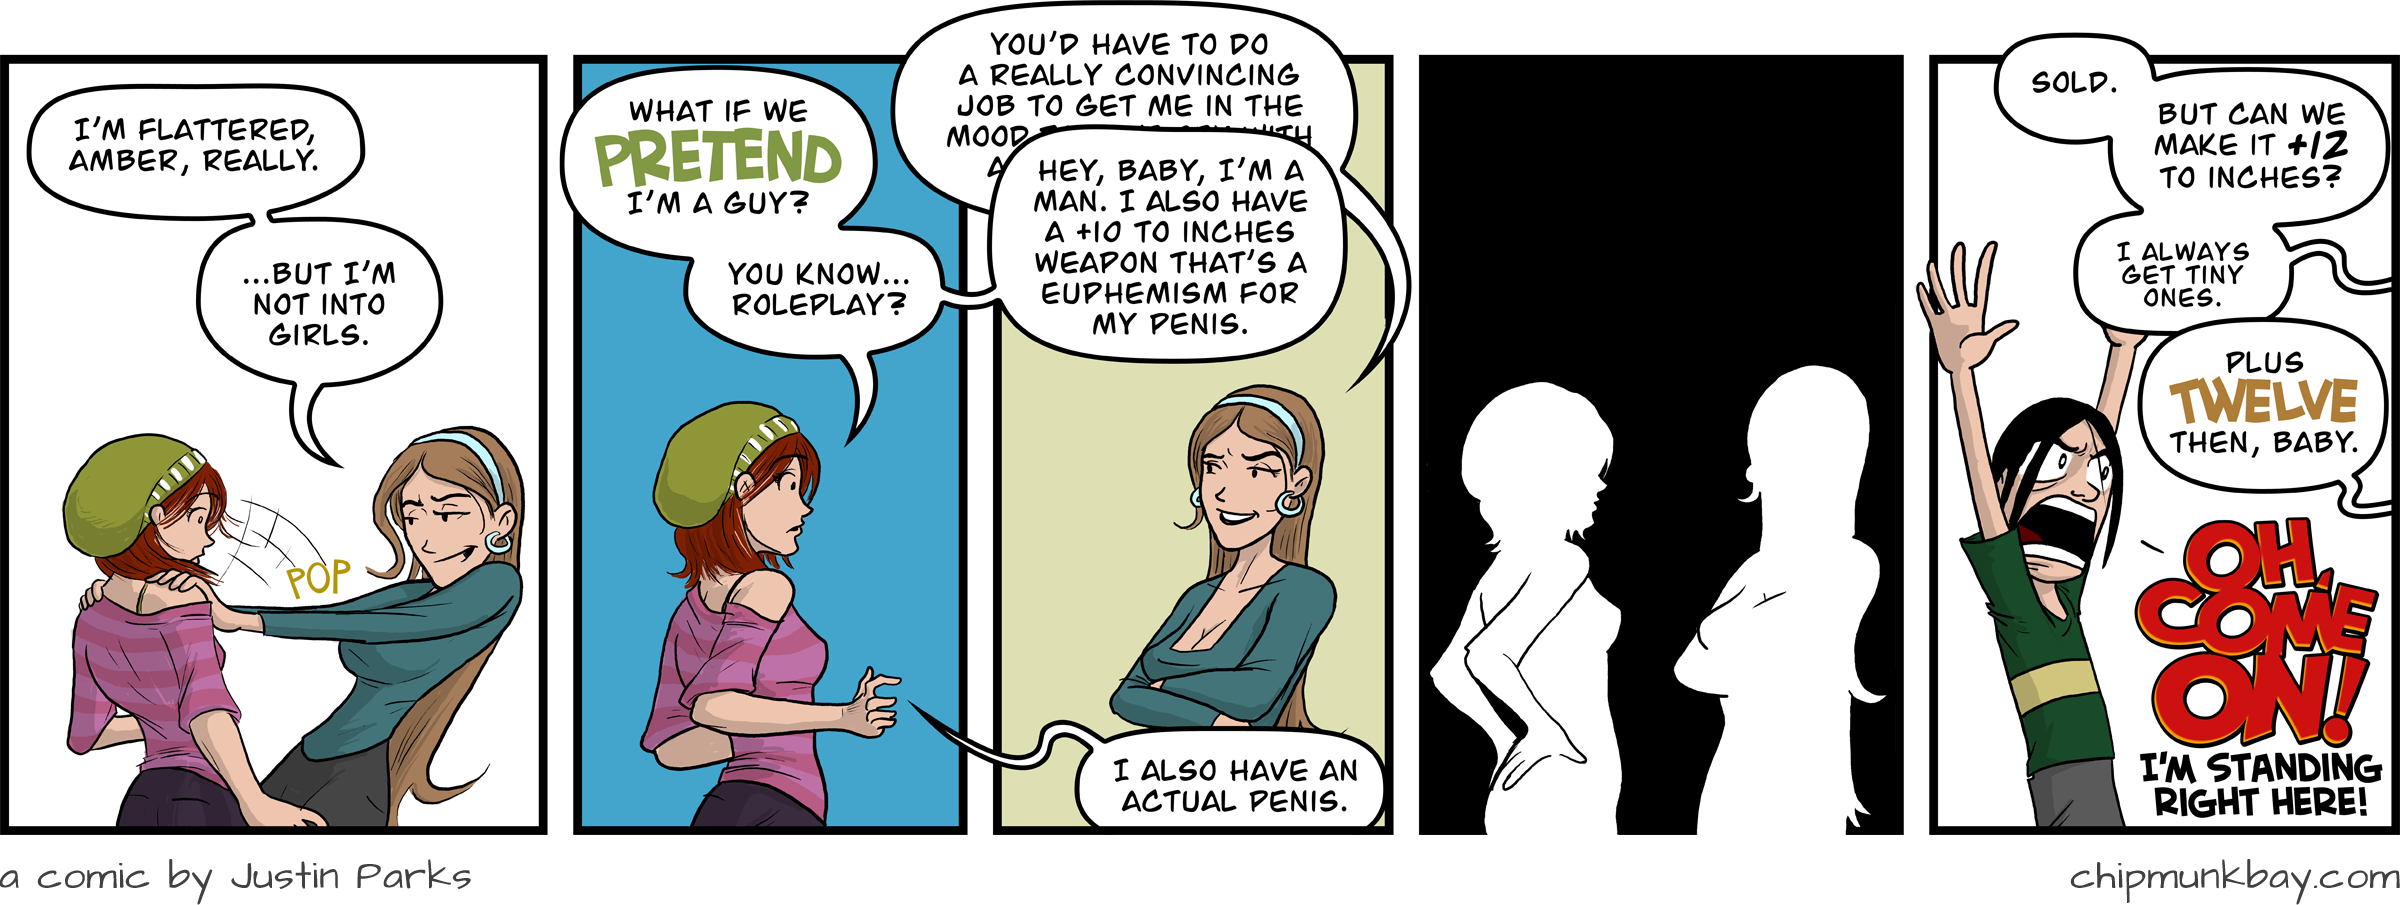 I'M FLATTERED,
AMBER, REALLY.
...BUT I'M
NOT INTO
GIRLS.
POP
WHAT IF WE
PRETEND
I'M A GUY?
YOU KNOW...
ROLEPLAY?
YOU'D HAVE TO DO
A REALLY CONVINCING
JOB TO GET ME IN THE
MOOD
HEY, BABY, I'M A
MAN. I ALSO HAVE
A +10 TO INCHES
WEAPON THAT'S A
EUPHEMISM FOR
MY PENIS.
I ALSO HAVE AN
ACTUAL PENIS.
SOLD.
BUT CAN WE
MAKE IT +12
TO INCHES?
I ALWAYS
GET TINY
ONES.
PLUS
TWELVE
THEN, BABY.
OH,
COME
ON!
I'M STANDING
RIGHT HERE!
a comic by Justin Parks
chipmunkbay.com